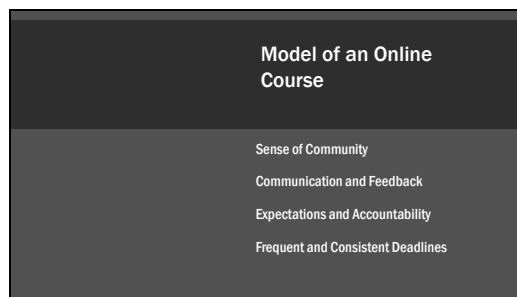 Model of an Online
Course
Sense of Community
Communication and Feedback
Expectations and Accountability
Frequent and Consistent Deadlines